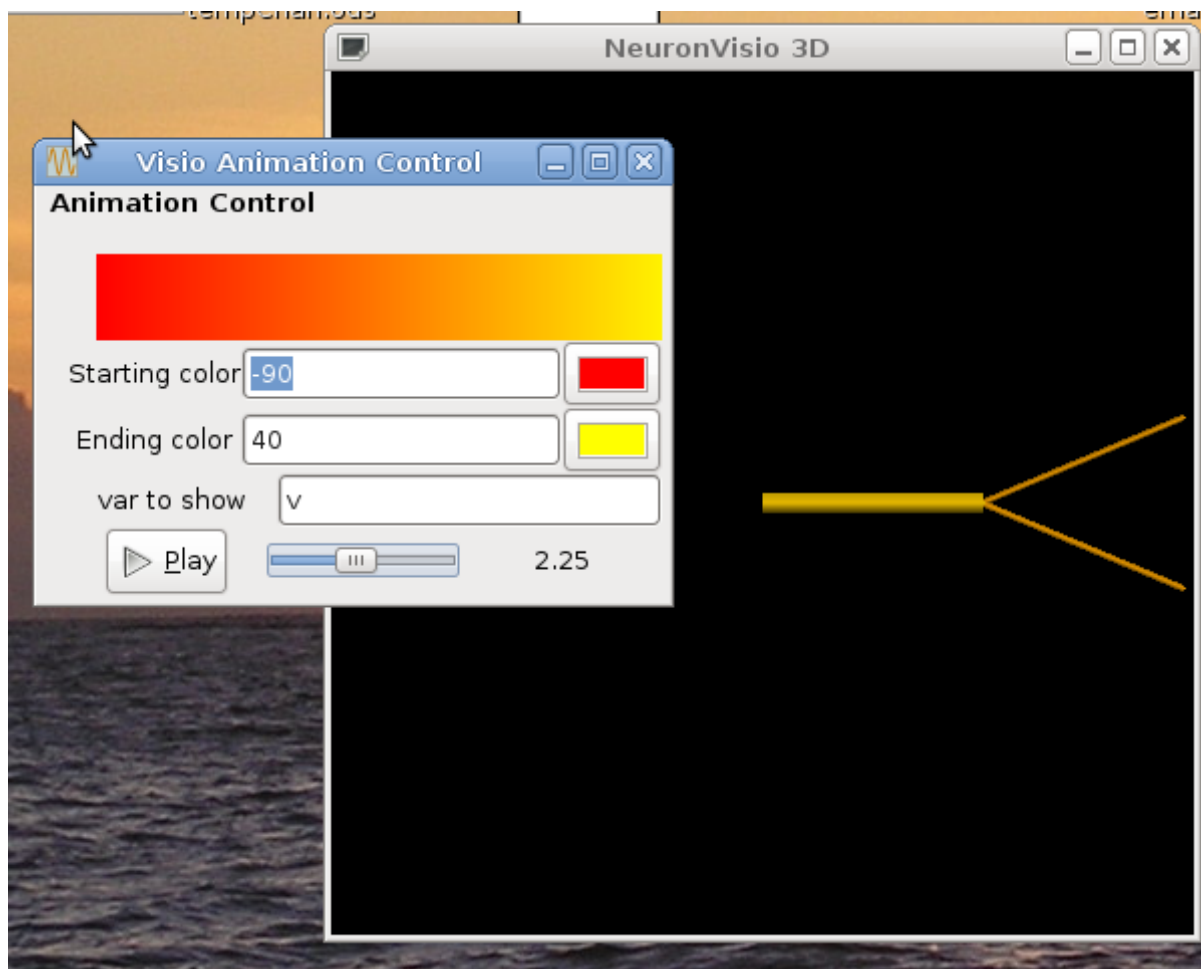 NeuronVisio 3D
Visio Animation Control
Animation Control
Starting color -90
Ending color 40
var to show v
Play 2.25